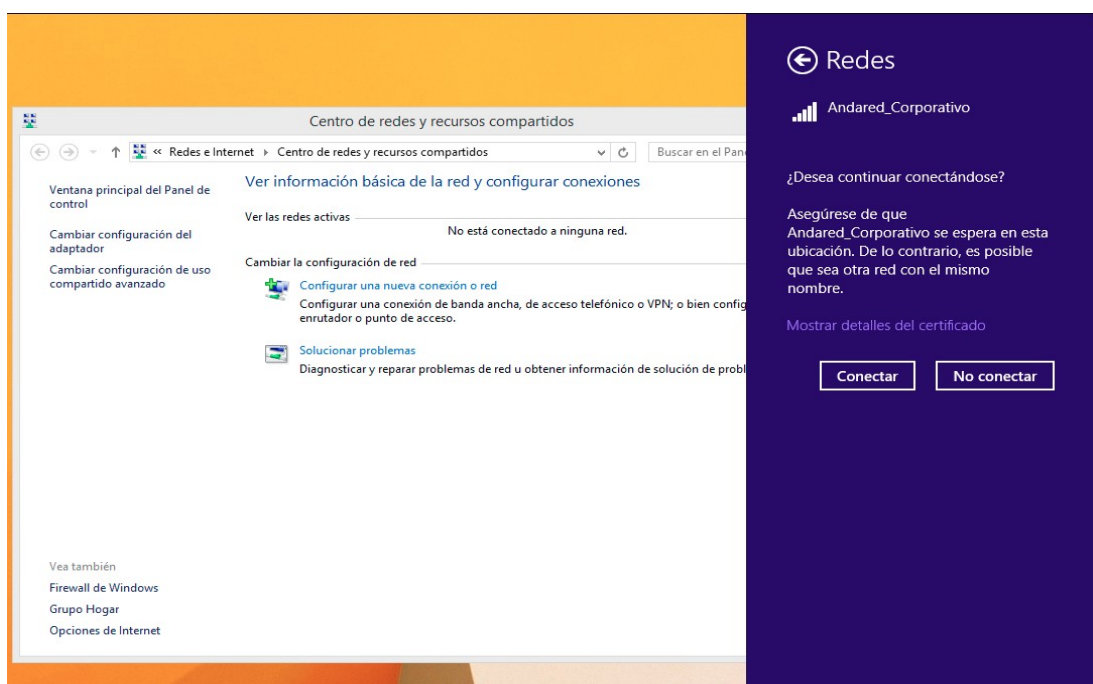 Centro de redes y recursos compartidos
« Redes e Internet Centro de redes y recursos compartidos
Buscar en el Pane
Ventana principal del Panel de
control
Cambiar configuración del
adaptador
Cambiar configuración de uso
compartido avanzado
Ver información básica de la red y configurar conexiones
Ver las redes activas
No está conectado a ninguna red.
Cambiar la configuración de red
Configurar una nueva conexión o red
Configurar una conexión de banda ancha, de acceso telefónico o VPN; o bien config
enrutador o punto de acceso.
Solucionar problemas
Diagnosticar y reparar problemas de red u obtener información de solución de probl
Vea también
Firewall de Windows
Grupo Hogar
Opciones de Internet
Redes
Andared_Corporativo
¿Desea continuar conectándose?
Asegúrese de que
Andared_Corporativo se espera en esta
ubicación. De lo contrario, es posible
que sea otra red con el mismo
nombre.
Mostrar detalles del certificado
Conectar No conectar